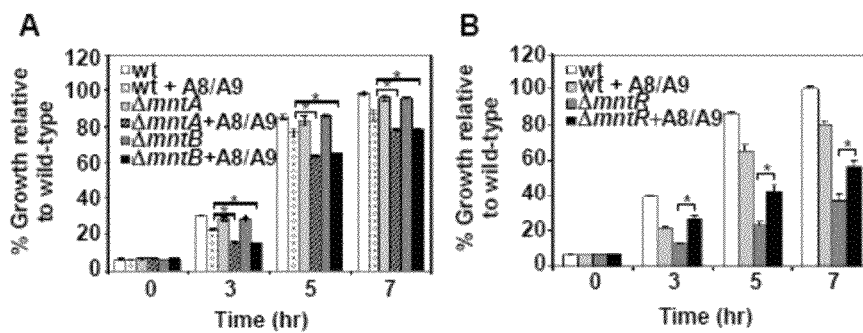 A
% Growth relative
to wild-type
120
100
80
60
40
20
0
wt
wt + A8/A9
ΔmntA
ΔmntA+A8/A9
ΔmntB
ΔmntB+A8/A9
*
*
*
*
*
*
0
3
5
7
Time (hr)
B
% Growth relative
to wild-type
120
100
80
60
40
20
0
wt
wt + A8/A9
ΔmntR
ΔmntR+A8/A9
*
*
*
0
3
5
7
Time (hr)